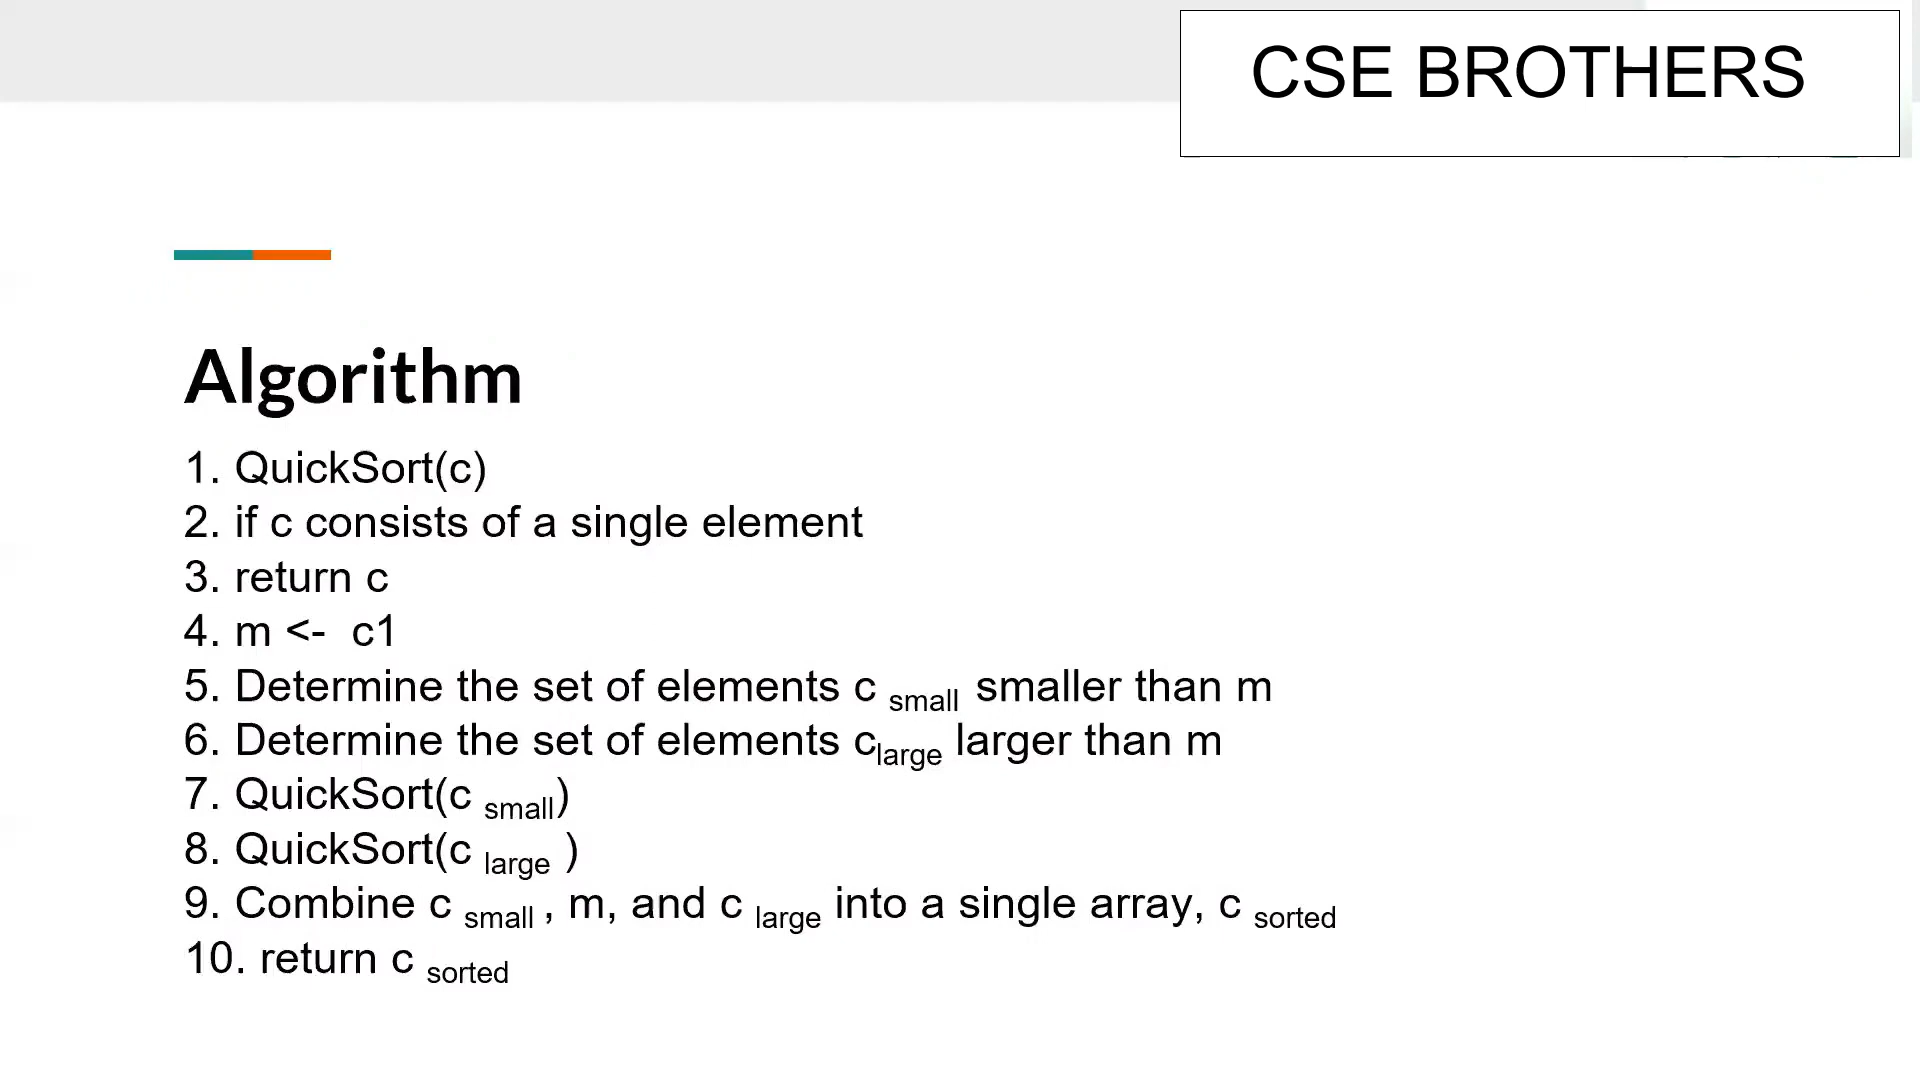 CSE BROTHERS
Algorithm
1. QuickSort(c)
2. if c consists of a single element
3. return c
4. m <-  c1
5. Determine the set of elements c small smaller than m
6. Determine the set of elements clarge larger than m
7. QuickSort(c small)
8. QuickSort(c large )
9. Combine c small , m, and c large into a single array, c sorted
10. return c sorted